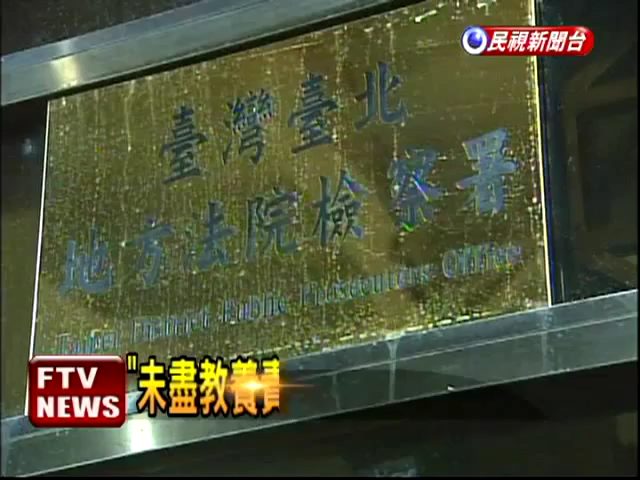 民視新聞台
臺灣臺北
地方法院檢察署
Taipei District Public Prosecutors Office
FTV
NEWS
"未盡教養責